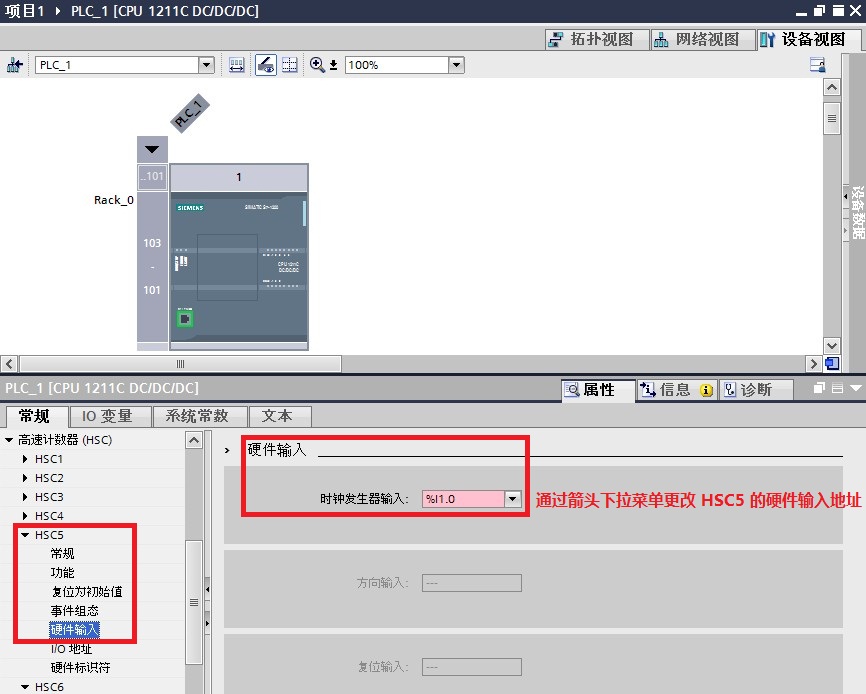 项目1 ▸ PLC_1 [CPU 1211C DC/DC/DC]
拓扑视图 网络视图 设备视图
PLC_1 100%
PLC_1
..101 1
Rack_0
SIEMENS SIMATIC S7-1200
103
-
101
CPU 1211C
DC/DC/DC
设备数据
PLC_1 [CPU 1211C DC/DC/DC] 属性 信息 诊断
常规 IO 变量 系统常数 文本
高速计数器 (HSC)
HSC1
HSC2
HSC3
HSC4
HSC5
常规
功能
复位为初始值
事件组态
硬件输入
I/O 地址
硬件标识符
HSC6
硬件输入
时钟发生器输入: %I1.0
通过箭头下拉菜单更改 HSC5 的硬件输入地址
方向输入: ---
复位输入: ---